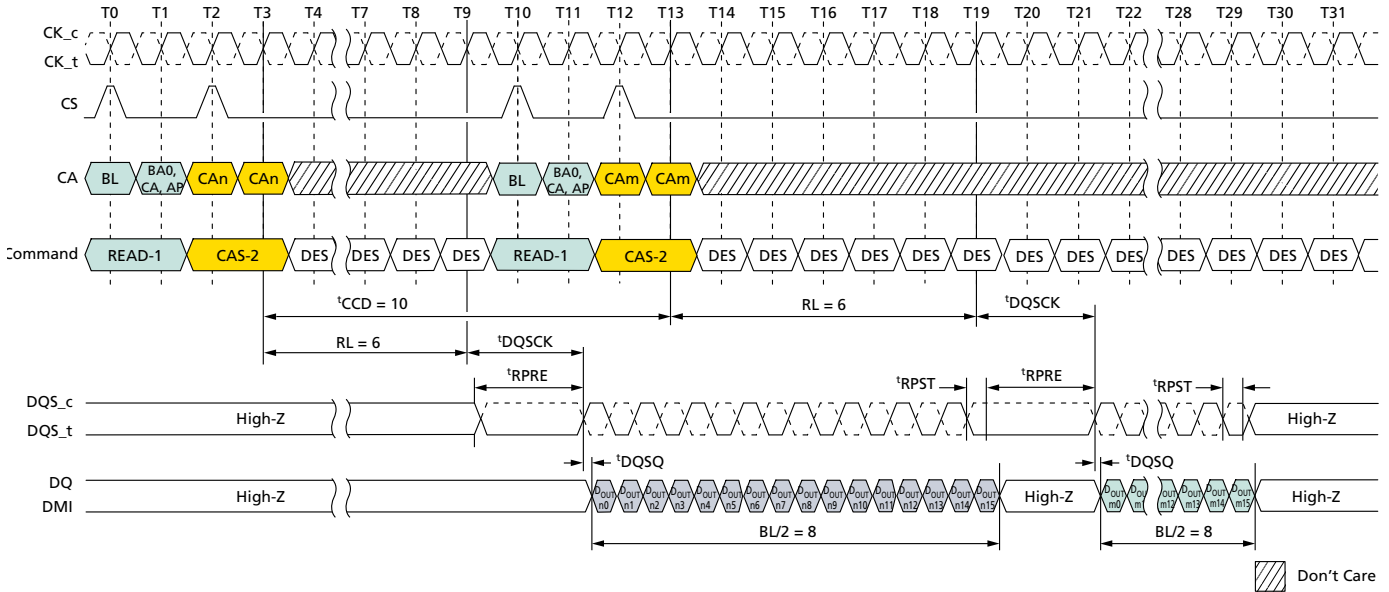 T0 T1 T2 T3 T4 T7 T8 T9 T10 T11 T12 T13 T14 T15 T16 T17 T18 T19 T20 T21 T22 T28 T29 T30 T31
CK_c
CK_t
CS
CA BL BA0, CA, AP CAn CAn BL BA0, CA, AP CAm CAm
Command READ-1 CAS-2 DES DES DES DES READ-1 CAS-2 DES DES DES DES DES DES DES DES DES DES DES DES DES
tCCD = 10 RL = 6 tDQSCK
RL = 6 tDQSCK
tRPRE tRPST tRPRE tRPST
DQS_c
DQS_t
High-Z High-Z
tDQSQ tDQSQ
DQ
DMI
High-Z DOUT n0 DOUT n1 DOUT n2 DOUT n3 DOUT n4 DOUT n5 DOUT n6 DOUT n7 DOUT n8 DOUT n9 DOUT n10 DOUT n11 DOUT n12 DOUT n13 DOUT n14 DOUT n15 High-Z DOUT m0 DOUT m12 DOUT m13 DOUT m14 DOUT m15 High-Z
BL/2 = 8 BL/2 = 8
Don't Care